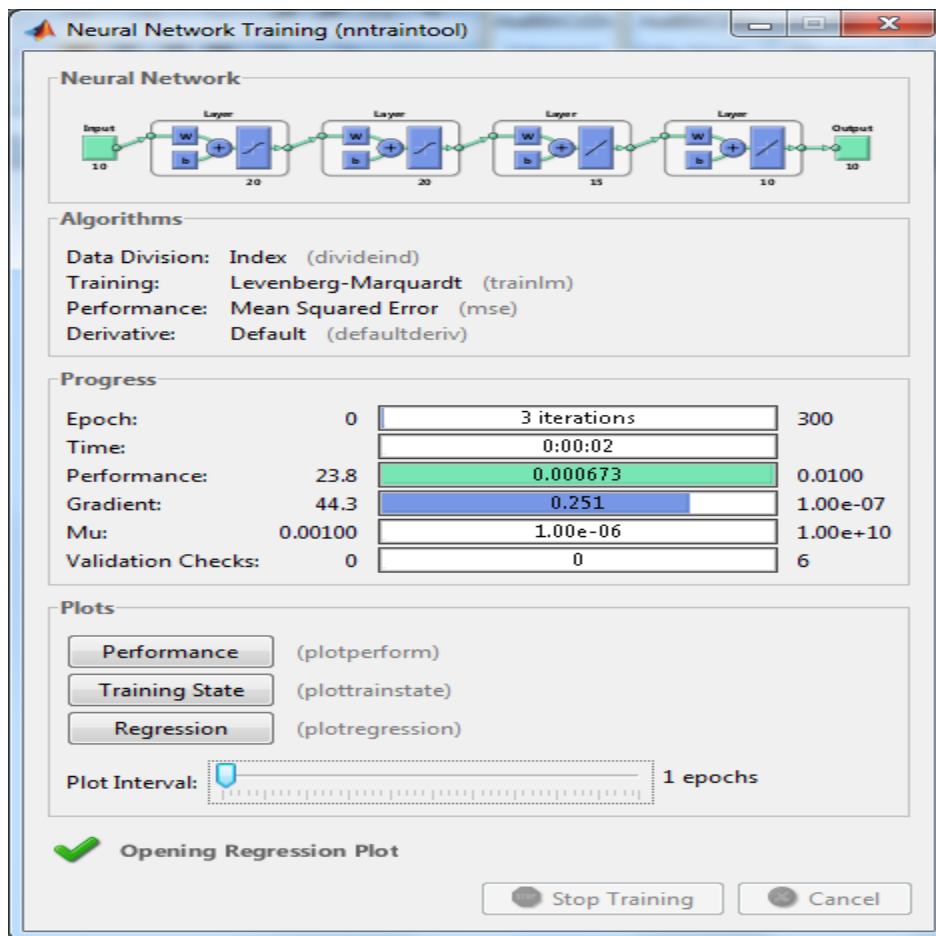 Neural Network Training (nntraintool)
Neural Network
Layer Layer Layer Layer
Input Output
W W W W
b b b b
10 20 20 15 10 10
Algorithms
Data Division: Index (divideind)
Training: Levenberg-Marquardt (trainlm)
Performance: Mean Squared Error (mse)
Derivative: Default (defaultderiv)
Progress
Epoch: 0 3 iterations 300
Time: 0:00:02
Performance: 23.8 0.000673 0.0100
Gradient: 44.3 0.251 1.00e-07
Mu: 0.00100 1.00e-06 1.00e+10
Validation Checks: 0 0 6
Plots
Performance (plotperform)
Training State (plottrainstate)
Regression (plotregression)
Plot Interval: 1 epochs
Opening Regression Plot
Stop Training Cancel